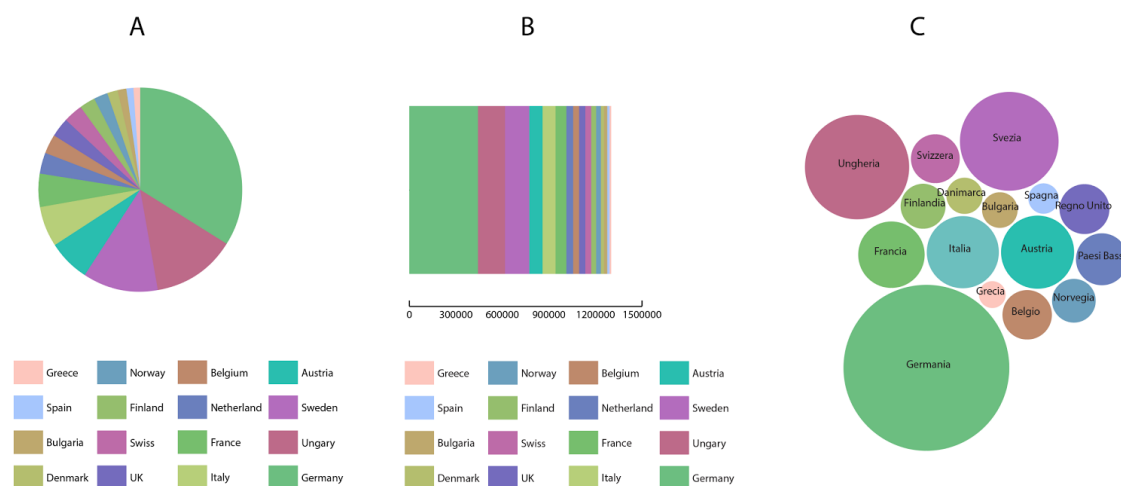 A
B
C
0 300000 600000 900000 1200000 1500000
Greece Norway Belgium Austria
Spain Finland Netherland Sweden
Bulgaria Swiss France Ungary
Denmark UK Italy Germany
Greece Norway Belgium Austria
Spain Finland Netherland Sweden
Bulgaria Swiss France Ungary
Denmark UK Italy Germany
Svezia
Ungheria
Svizzera
Danimarca
Spagna
Finlandia
Bulgaria
Regno Unito
Francia
Italia
Austria
Paesi Bass
Grecia
Norvegia
Belgio
Germania